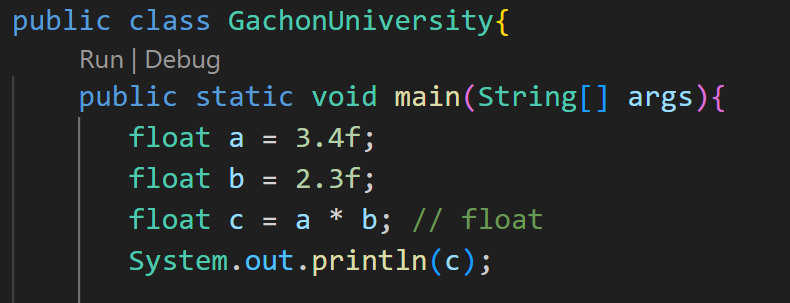 public class GachonUniversity{
Run | Debug
public static void main(String[] args){
float a = 3.4f;
float b = 2.3f;
float c = a * b; // float
System.out.println(c);